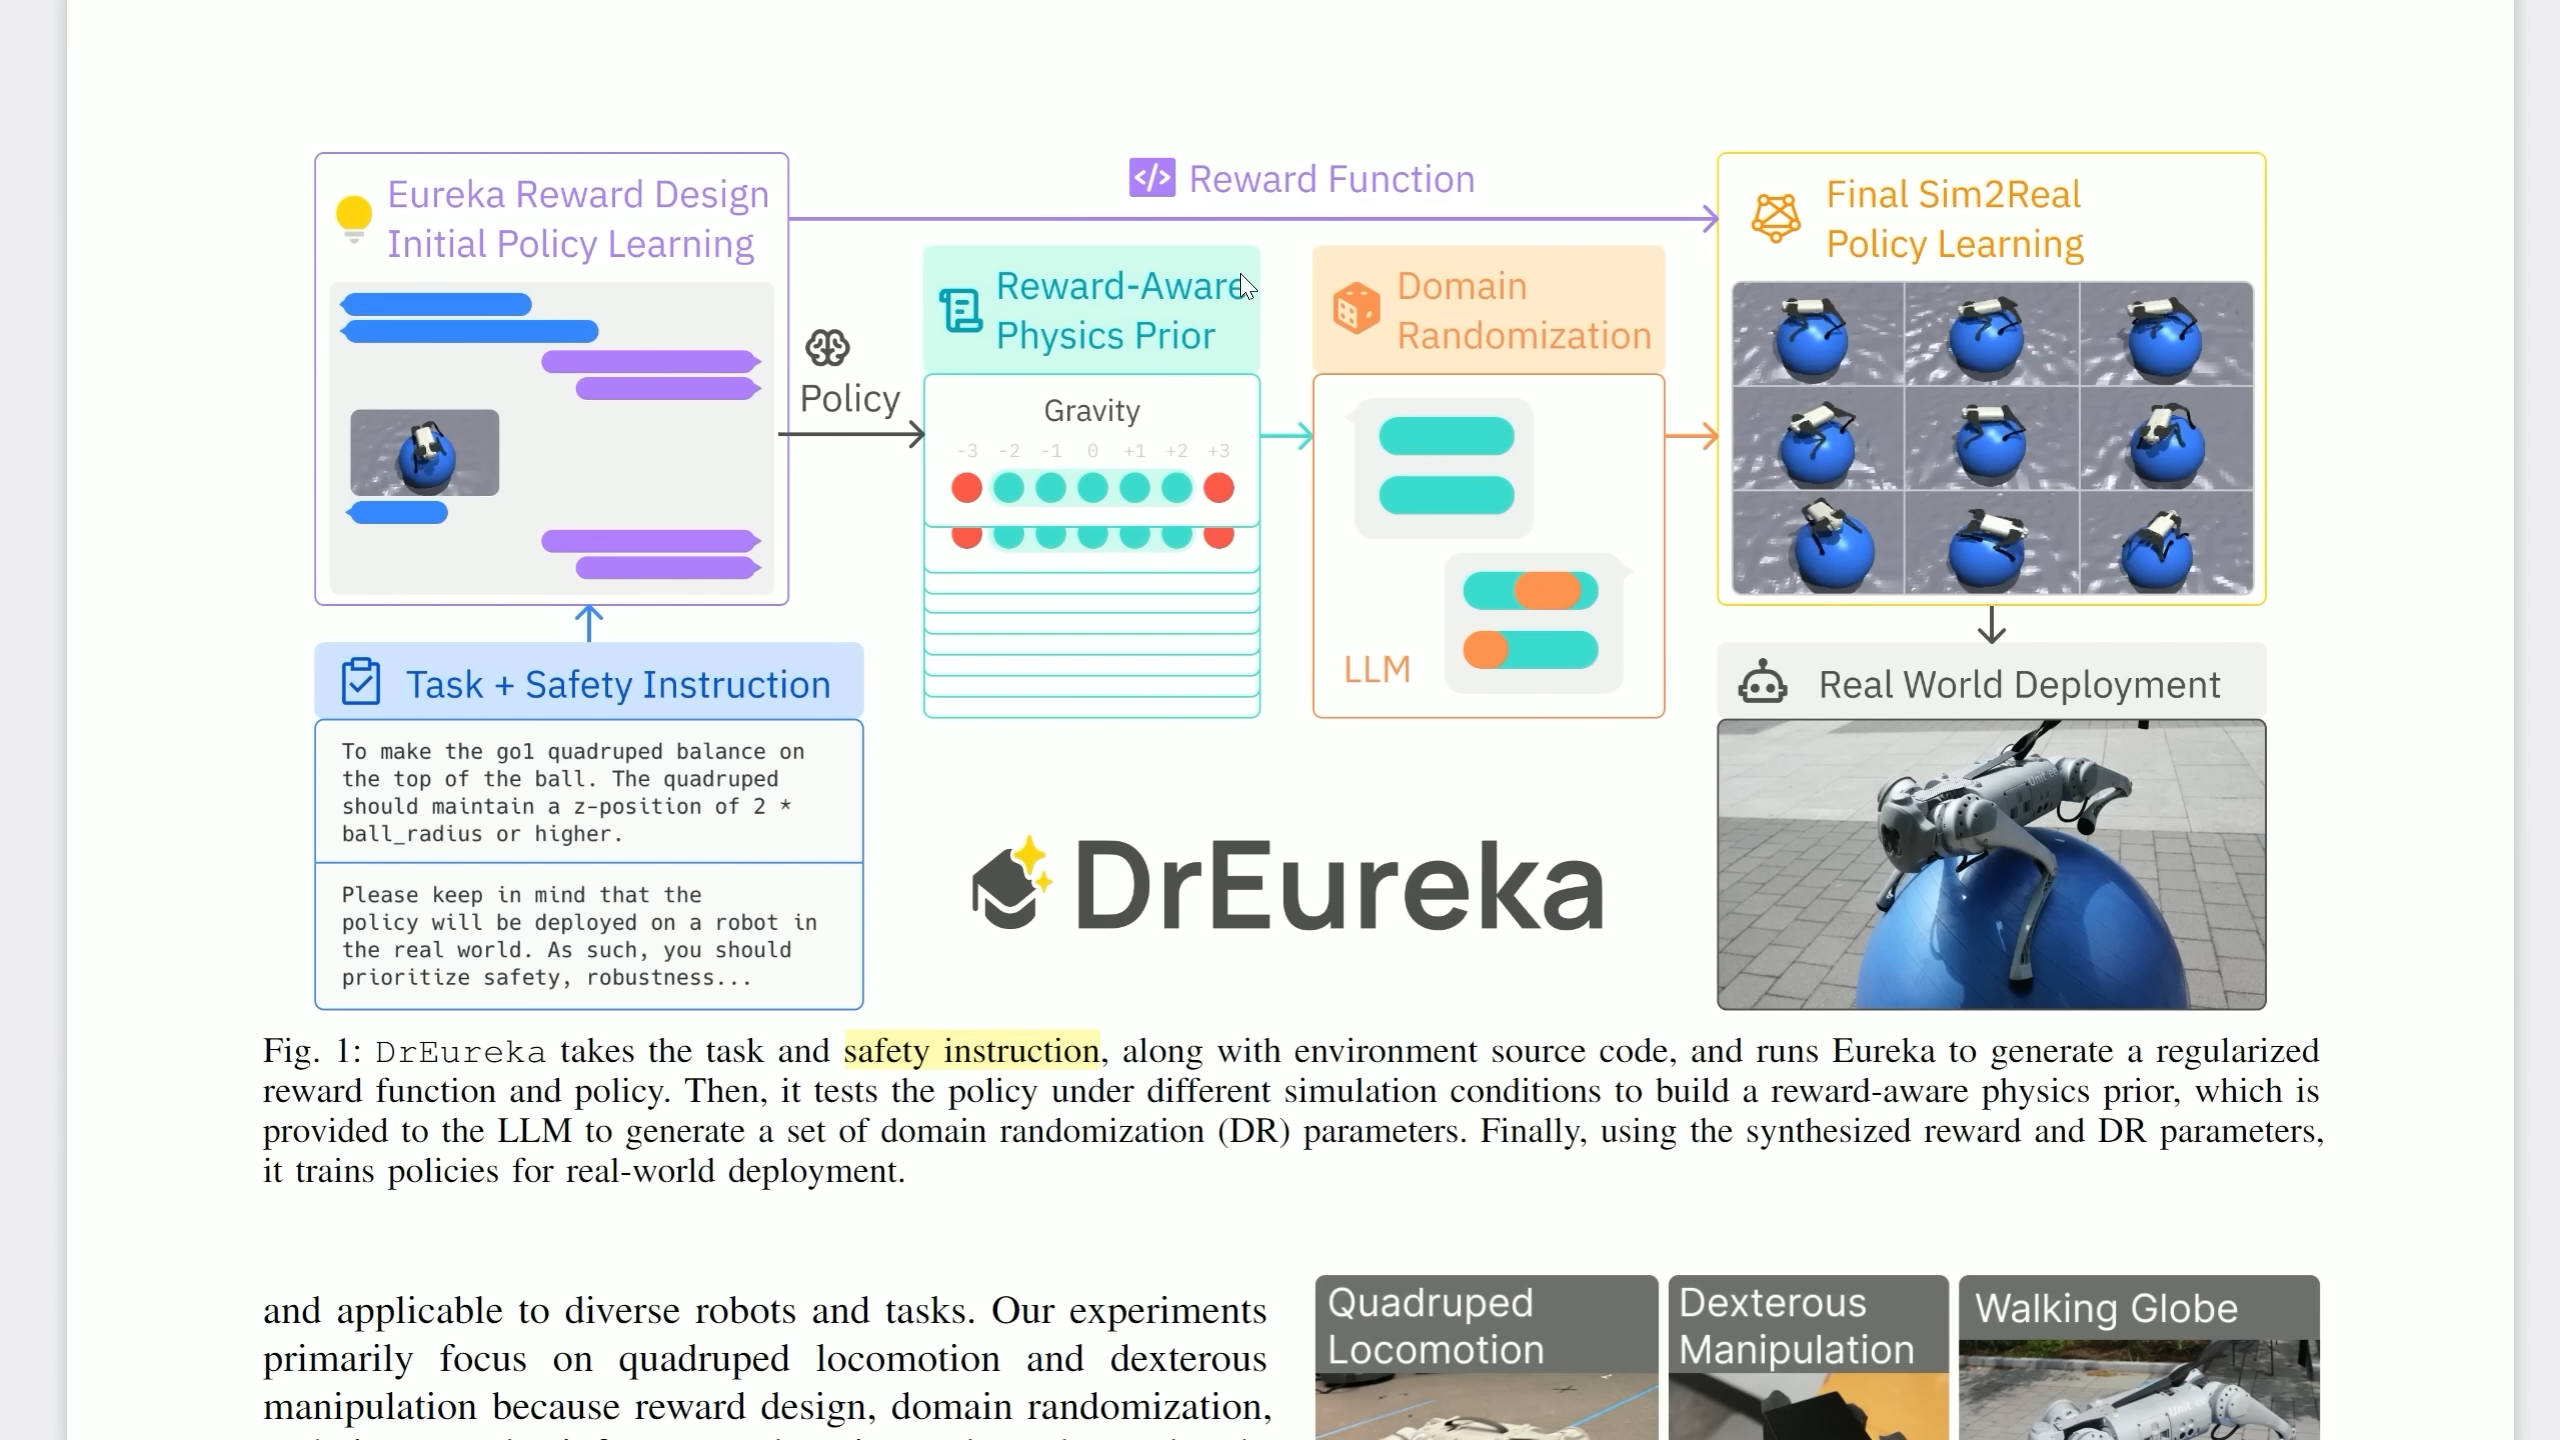 Eureka Reward Design
Initial Policy Learning
</> Reward Function
Final Sim2Real
Policy Learning
Policy
Reward-Aware
Physics Prior
Gravity
-3 -2 -1 0 +1 +2 +3
Domain
Randomization
LLM
Task + Safety Instruction
To make the go1 quadruped balance on
the top of the ball. The quadruped
should maintain a z-position of 2 *
ball_radius or higher.
Please keep in mind that the
policy will be deployed on a robot in
the real world. As such, you should
prioritize safety, robustness...
DrEureka
Real World Deployment
Fig. 1: DrEureka takes the task and safety instruction, along with environment source code, and runs Eureka to generate a regularized
reward function and policy. Then, it tests the policy under different simulation conditions to build a reward-aware physics prior, which is
provided to the LLM to generate a set of domain randomization (DR) parameters. Finally, using the synthesized reward and DR parameters,
it trains policies for real-world deployment.
and applicable to diverse robots and tasks. Our experiments
primarily focus on quadruped locomotion and dexterous
manipulation because reward design, domain randomization,
Quadruped
Locomotion
Dexterous
Manipulation
Walking Globe